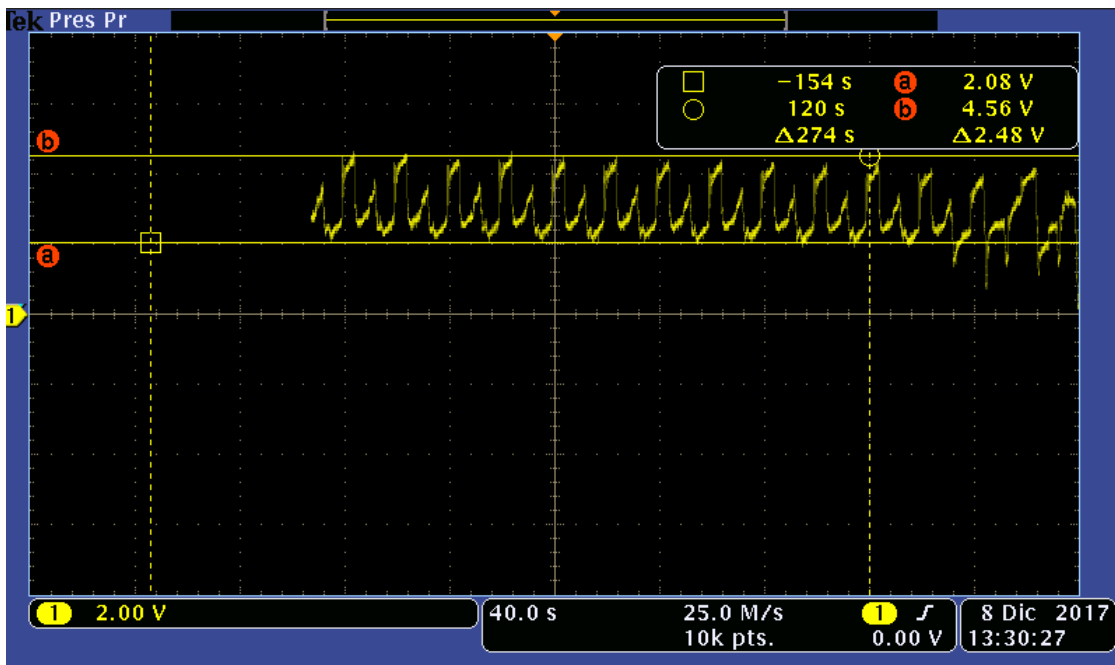 Tek Pres Pr
−154 s a 2.08 V
120 s b 4.56 V
Δ274 s Δ2.48 V
b
a
1
1 2.00 V
40.0 s 25.0 M/s 1 8 Dic 2017
10k pts. 0.00 V 13:30:27